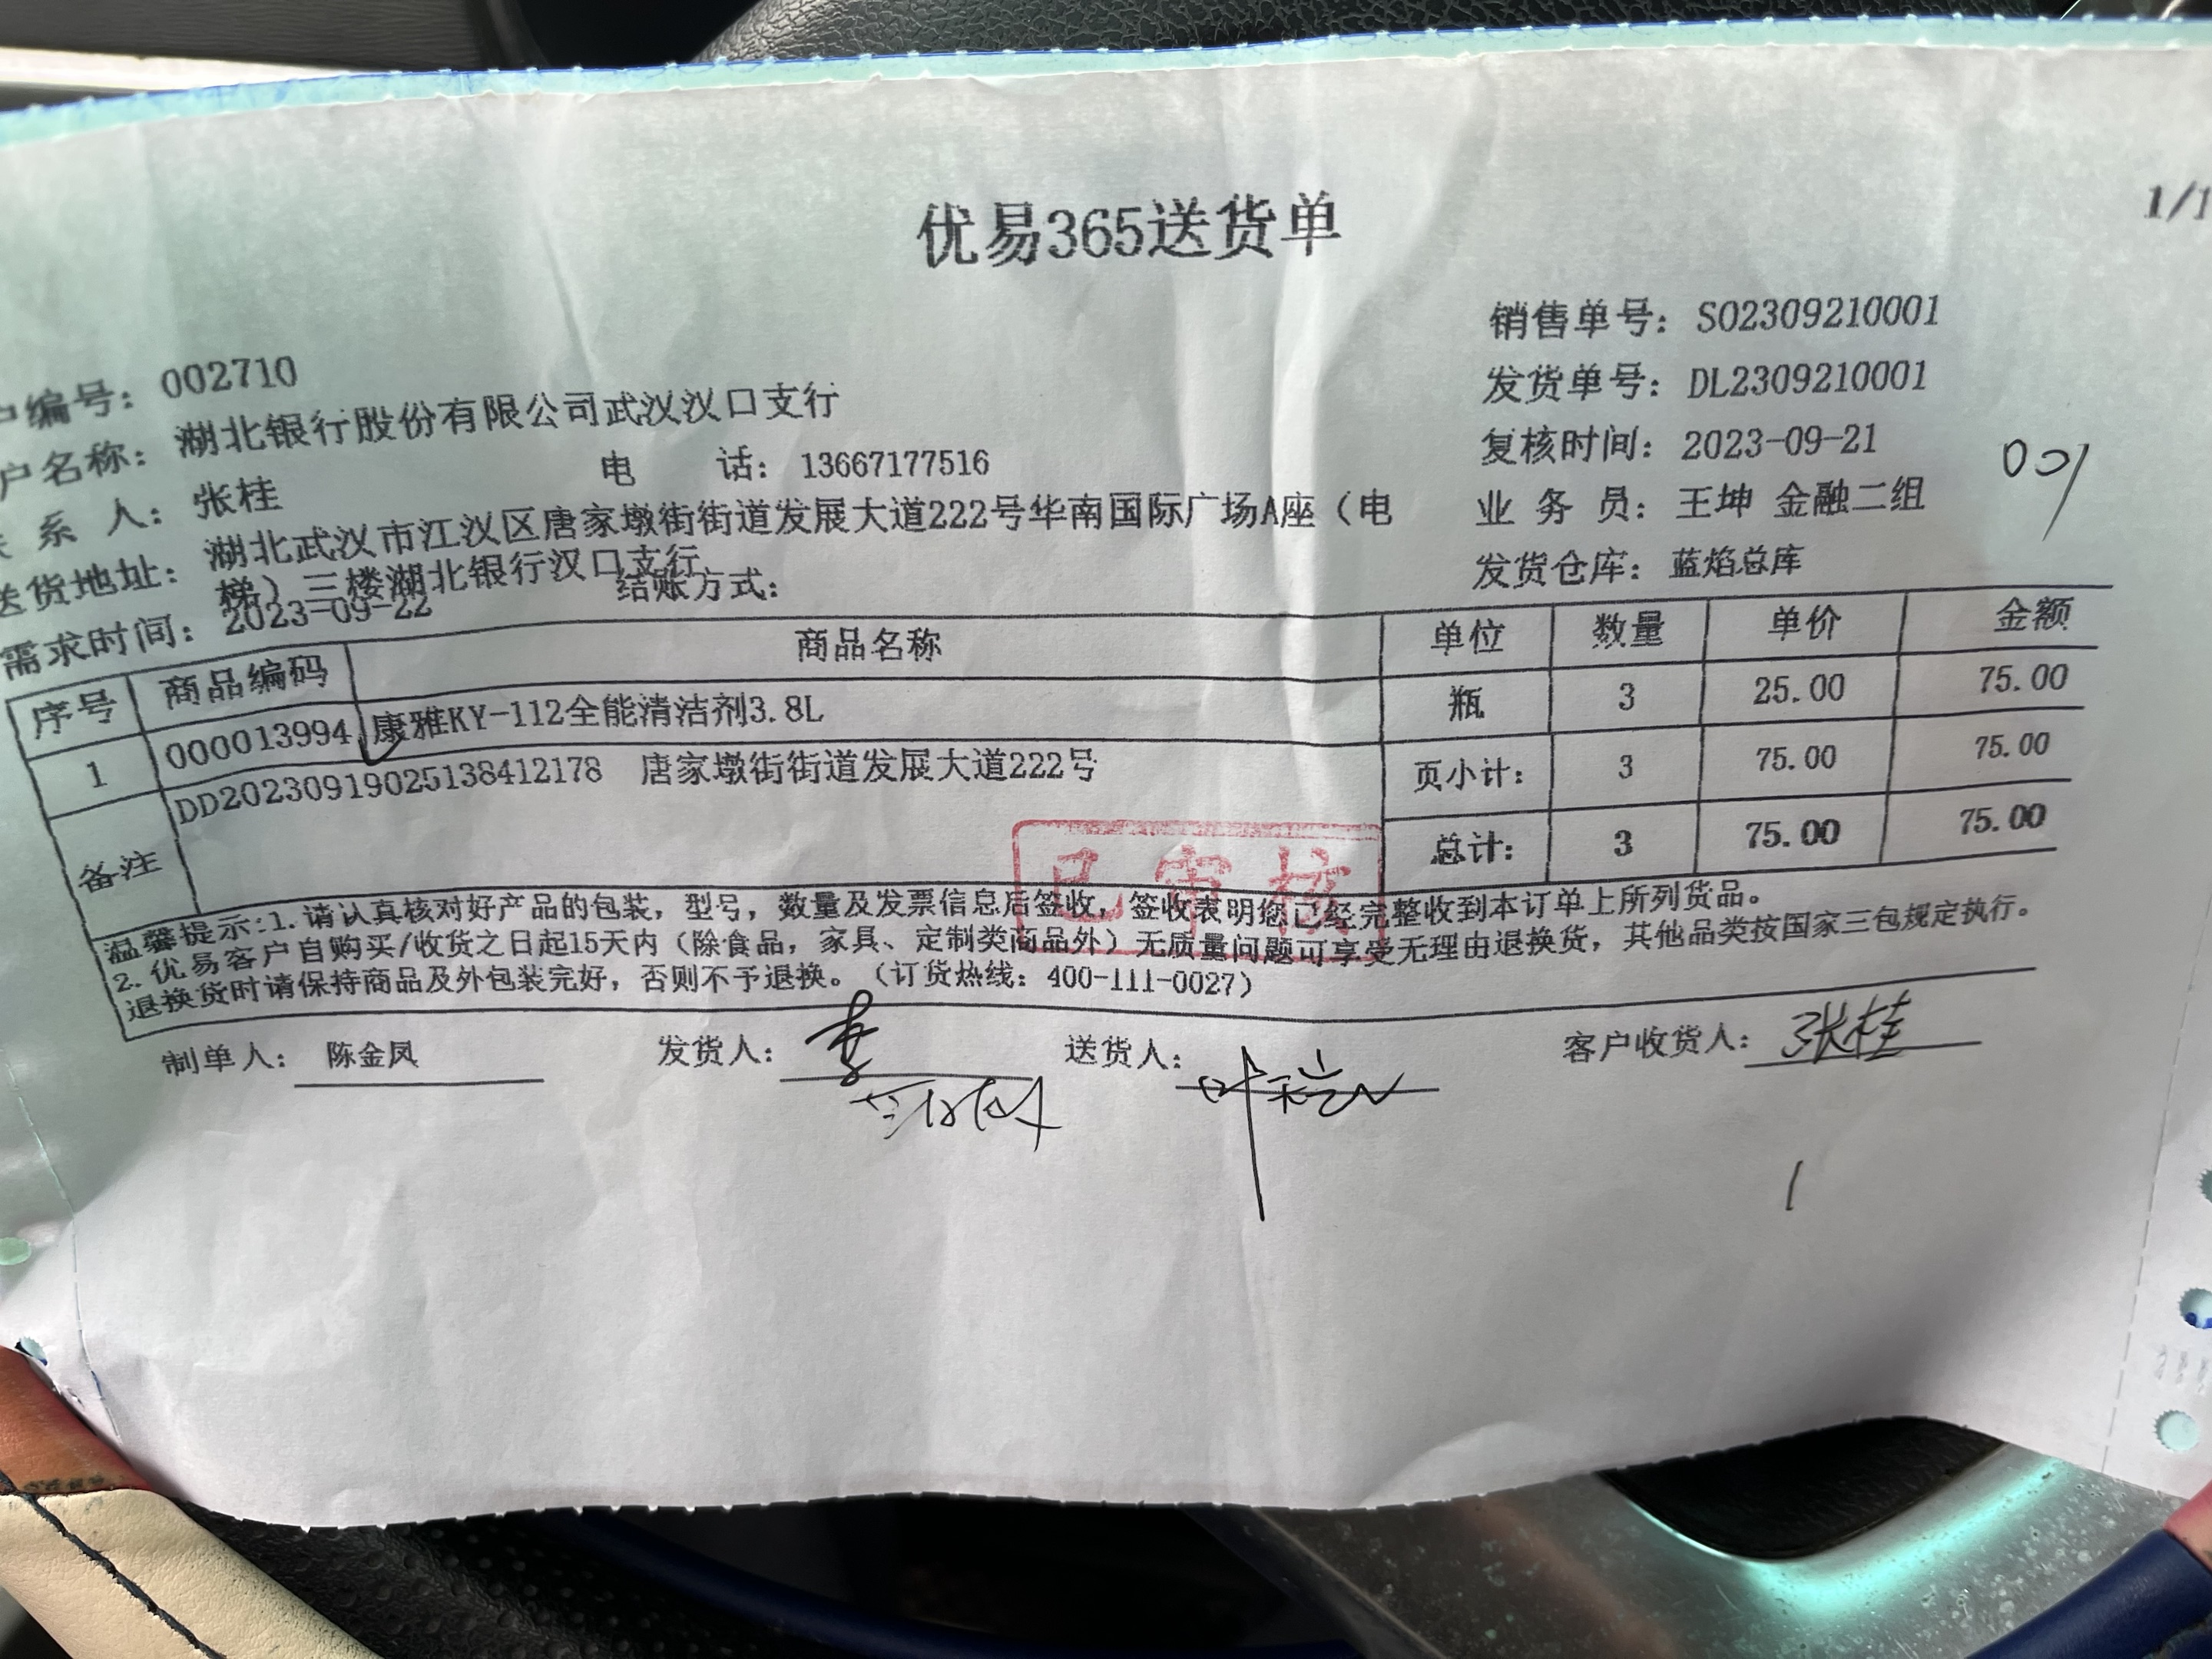 优易365送货单
1/1
销售单号：SO2309210001
户编号：002710
发货单号：DL2309210001
户名称：湖北银行股份有限公司武汉汉口支行
复核时间：2023-09-21
001
系 人：张桂 电 话：13667177516
业 务 员：王坤 金融二组
送货地址：湖北武汉市江汉区唐家墩街街道发展大道222号华南国际广场A座（电
梯）三楼湖北银行汉口支行
发货仓库：蓝焰总库
需求时间：2023-09-22 结账方式：
序号 商品编码 商品名称 单位 数量 单价 金额
1 000013994 康雅KY-112全能清洁剂3.8L 瓶 3 25.00 75.00
备注 DD20230919025138412178 唐家墩街街道发展大道222号 页小计： 3 75.00 75.00
总计： 3 75.00 75.00
已审核
温馨提示:1. 请认真核对好产品的包装，型号，数量及发票信息后签收，签收表明您已经完整收到本订单上所列货品。
2. 优易客户自购买/收货之日起15天内（除食品，家具、定制类商品外）无质量问题可享受无理由退换货，其他品类按国家三包规定执行。
退换货时请保持商品及外包装完好，否则不予退换。（订货热线：400-111-0027）
制单人：陈金凤 发货人： 送货人： 客户收货人：张桂
1